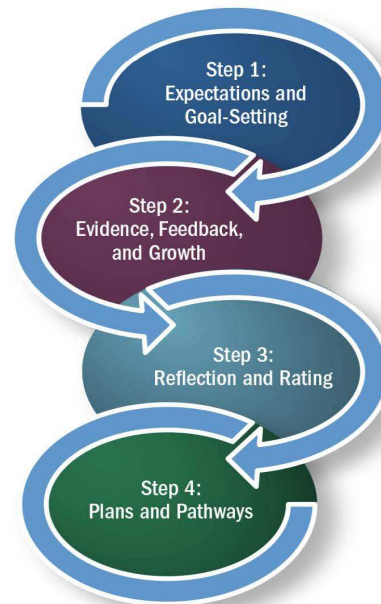 Step 1:
Expectations and
Goal-Setting
Step 2:
Evidence, Feedback,
and Growth
Step 3:
Reflection and Rating
Step 4:
Plans and Pathways